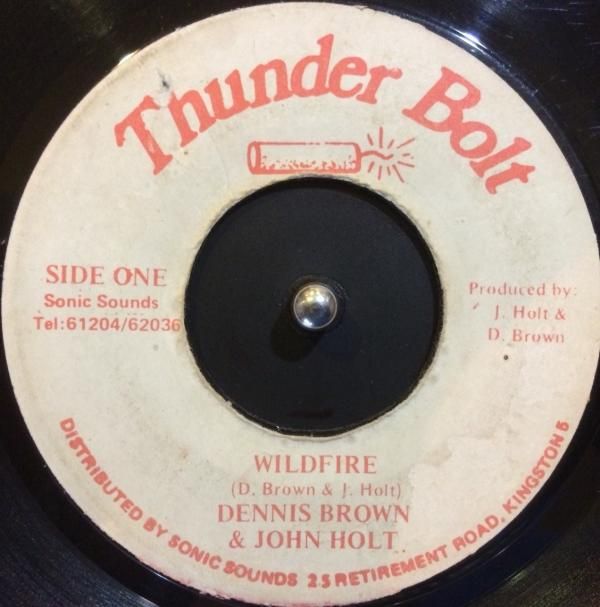 Thunder Bolt
SIDE ONE
Sonic Sounds
Tel:61204/62036
Produced by:
J. Holt &
D. Brown
WILDFIRE
(D. Brown & J. Holt)
DENNIS BROWN
& JOHN HOLT
DISTRIBUTED BY SONIC SOUNDS 25 RETIREMENT ROAD, KINGSTON 5